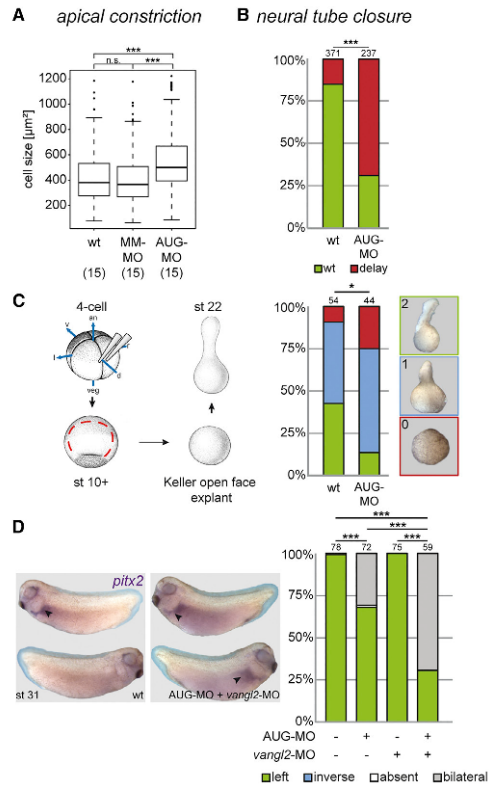 A apical constriction
B neural tube closure
***
n.s. ***
cell size [µm²]
1200
1000
800
600
400
200
wt MM-MO AUG-MO
(15) (15) (15)
***
371 237
100%
75%
50%
25%
0%
wt AUG-MO
wt delay
C
4-cell
an
v
l
d
veg
st 10+
st 22
Keller open face explant
*
54 44
100%
75%
50%
25%
0%
wt AUG-MO
2
1
0
D
pitx2
st 31 wt
AUG-MO + vangl2-MO
***
***
*** ***
78 72 75 59
100%
75%
50%
25%
0%
AUG-MO - + - +
vangl2-MO - - + +
left inverse absent bilateral